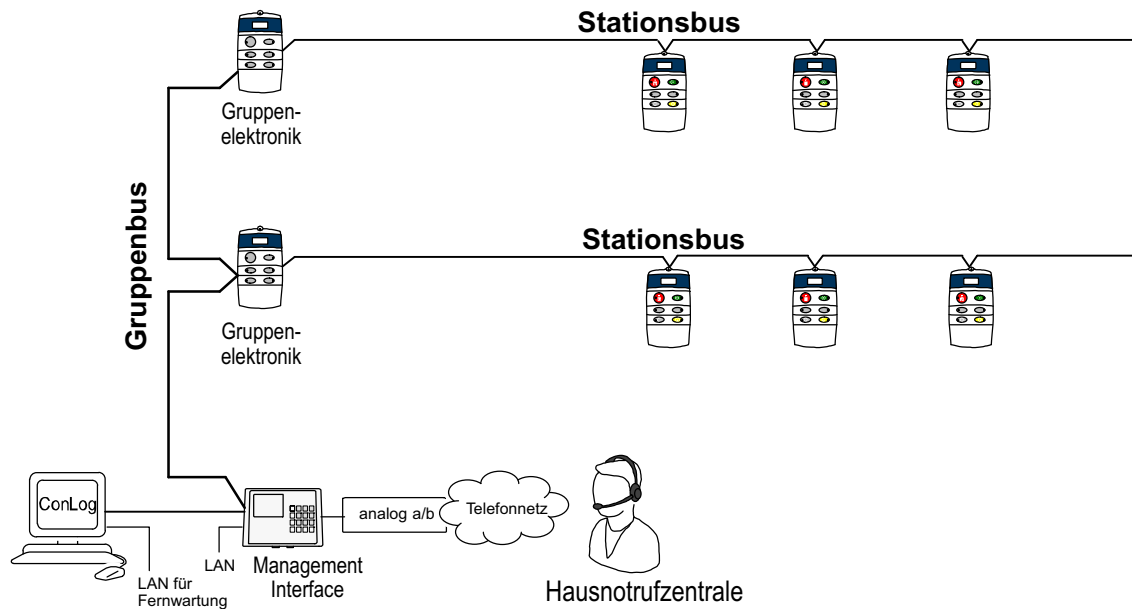 Stationsbus
Gruppen-
elektronik
Gruppenbus
Stationsbus
Gruppen-
elektronik
ConLog
analog a/b
Telefonnetz
LAN
LAN für
Fernwartung
Management
Interface
Hausnotrufzentrale